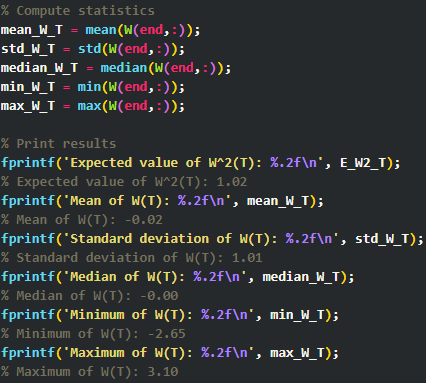 % Compute statistics
mean_W_T = mean(W(end,:));
std_W_T = std(W(end,:));
median_W_T = median(W(end,:));
min_W_T = min(W(end,:));
max_W_T = max(W(end,:));
% Print results
fprintf('Expected value of W^2(T): %.2f\n', E_W2_T);
% Expected value of W^2(T): 1.02
fprintf('Mean of W(T): %.2f\n', mean_W_T);
% Mean of W(T): -0.02
fprintf('Standard deviation of W(T): %.2f\n', std_W_T);
% Standard deviation of W(T): 1.01
fprintf('Median of W(T): %.2f\n', median_W_T);
% Median of W(T): -0.00
fprintf('Minimum of W(T): %.2f\n', min_W_T);
% Minimum of W(T): -2.65
fprintf('Maximum of W(T): %.2f\n', max_W_T);
% Maximum of W(T): 3.10